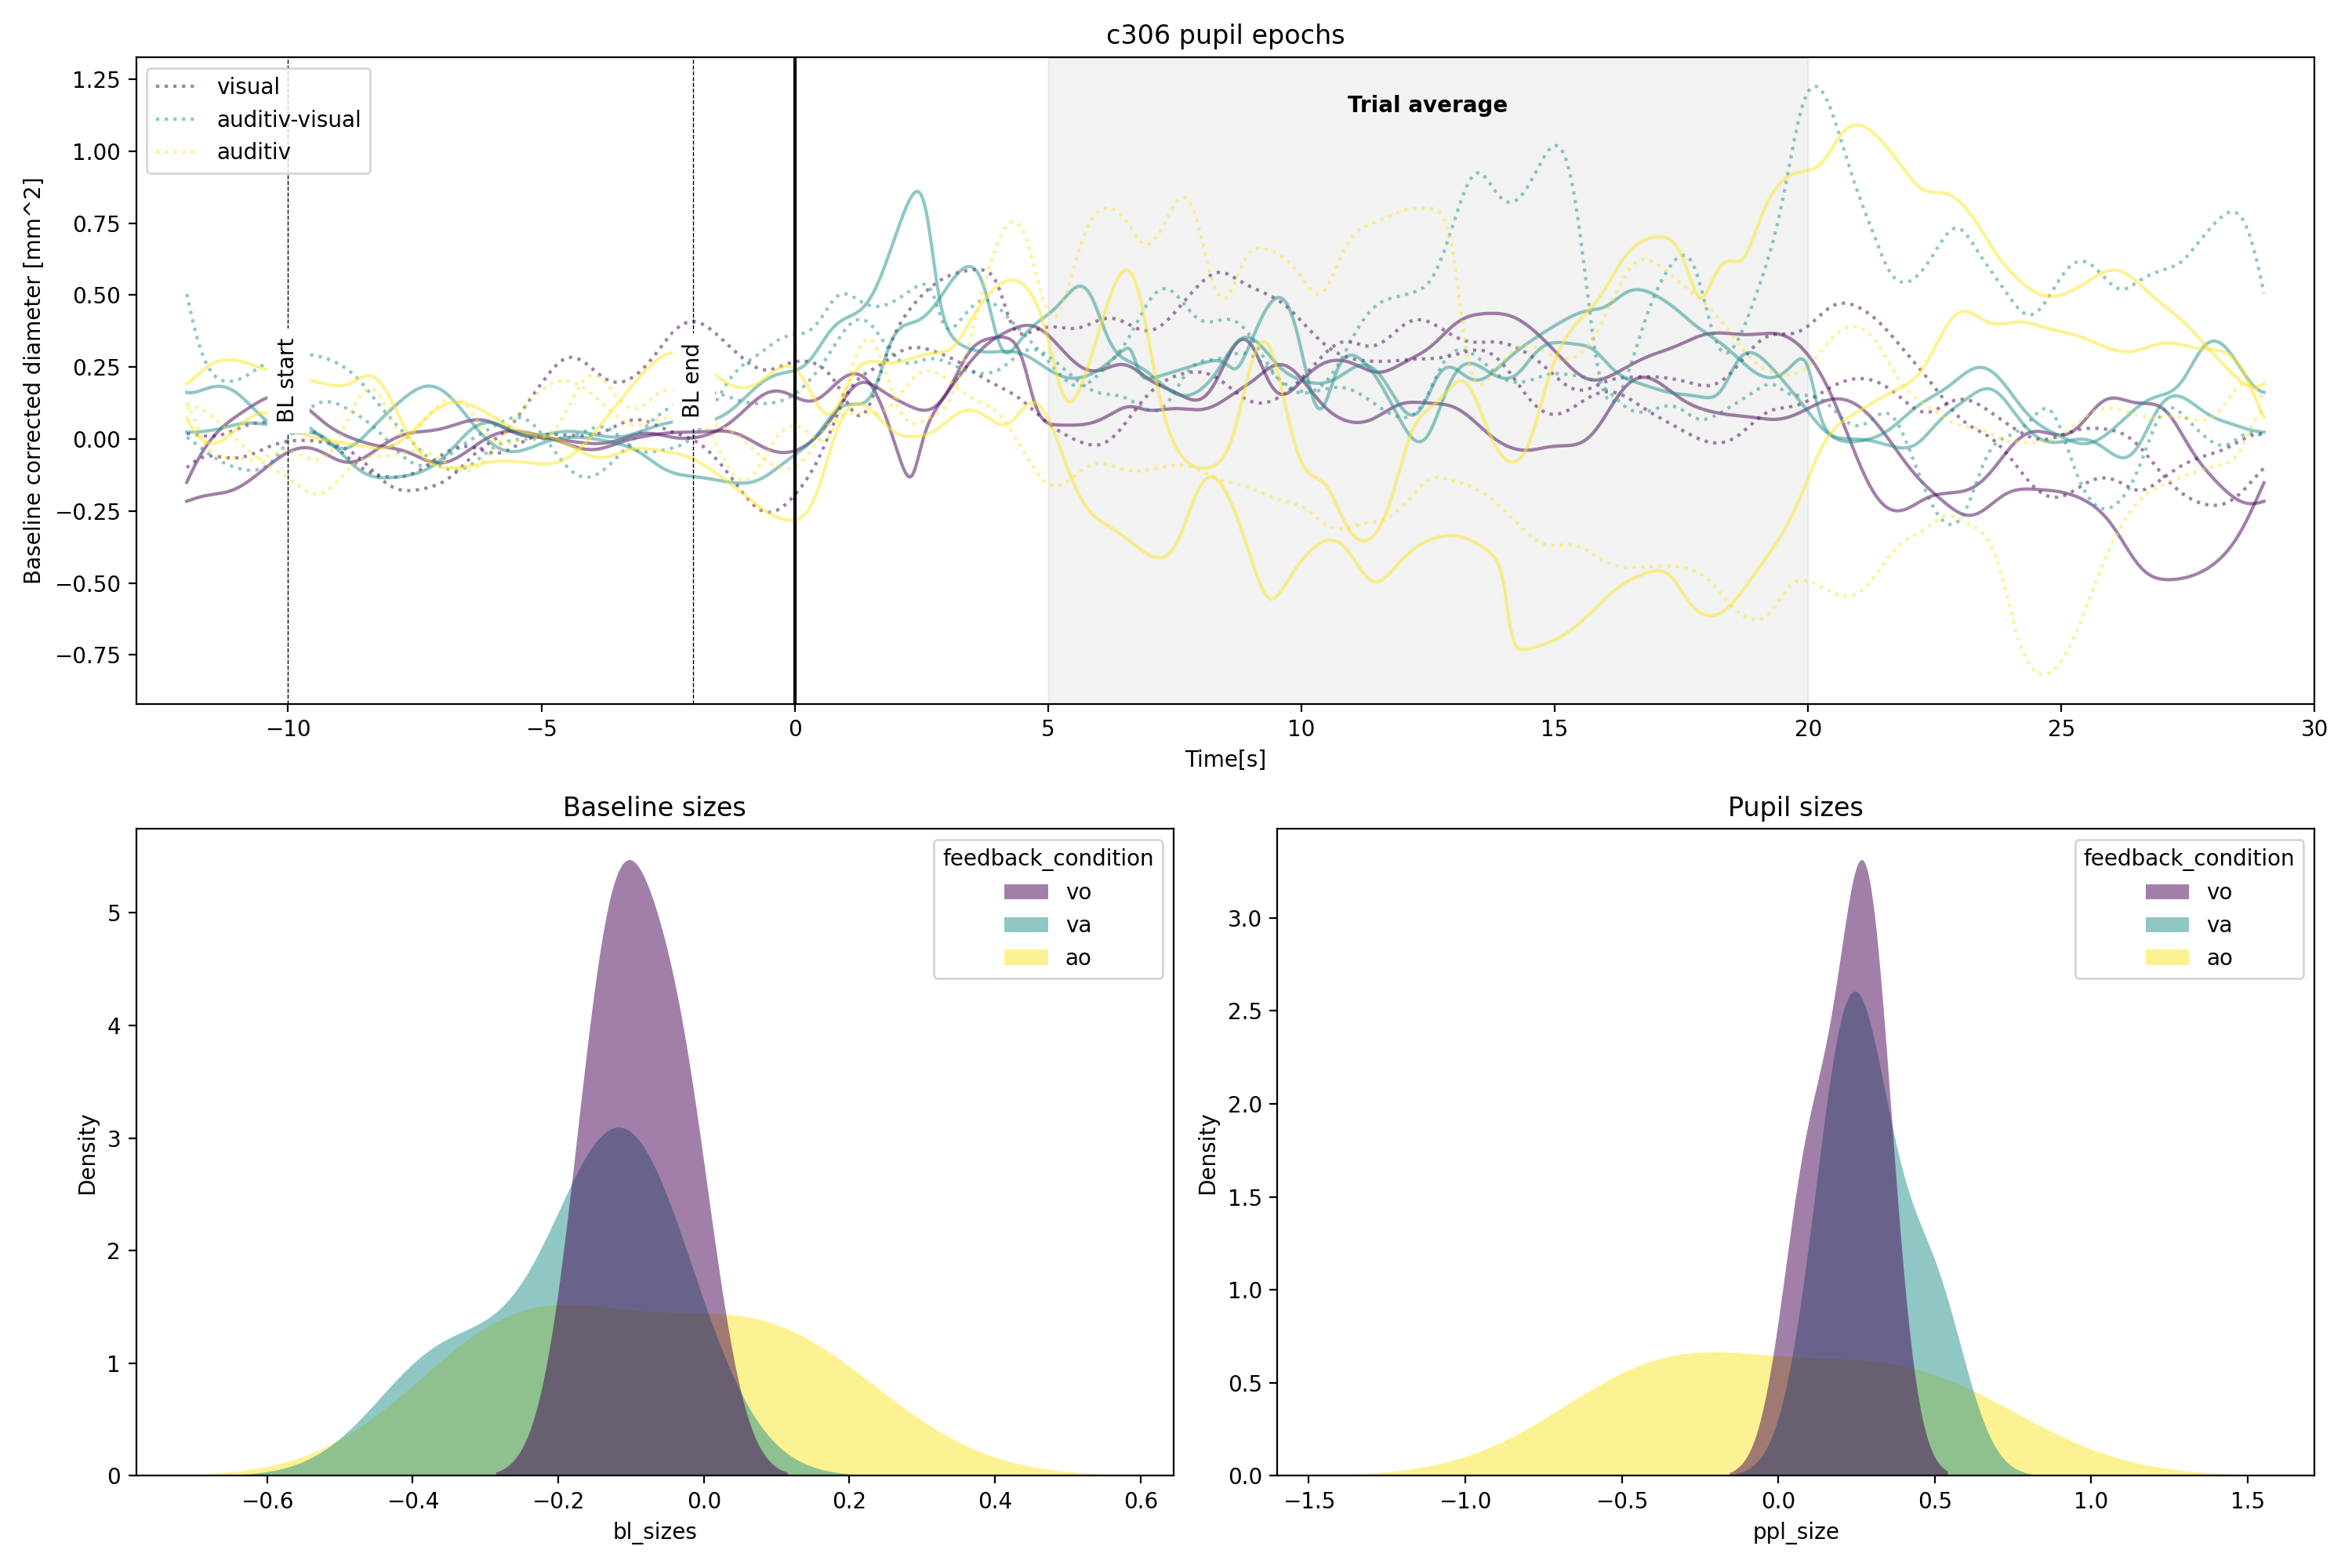 c306 pupil epochs
Baseline corrected diameter [mm^2]
1.25
1.00
0.75
0.50
0.25
0.00
−0.25
−0.50
−0.75
visual
auditiv-visual
auditiv
BL start
BL end
Trial average
−10
−5
0
5
10
15
20
25
30
Time[s]
Baseline sizes
Density
5
4
3
2
1
0
feedback_condition
vo
va
ao
−0.6
−0.4
−0.2
0.0
0.2
0.4
0.6
bl_sizes
Pupil sizes
Density
3.0
2.5
2.0
1.5
1.0
0.5
0.0
feedback_condition
vo
va
ao
−1.5
−1.0
−0.5
0.0
0.5
1.0
1.5
ppl_size